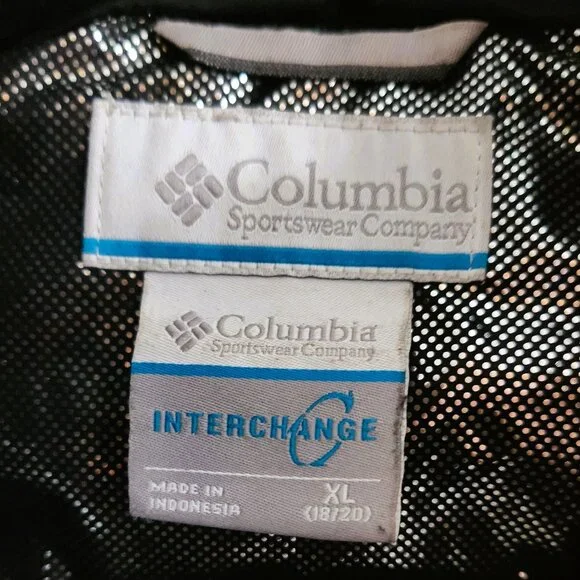 Columbia
Sportswear Company
Columbia
Sportswear Company
INTERCHANGE
MADE IN
INDONESIA
XL
(18/20)